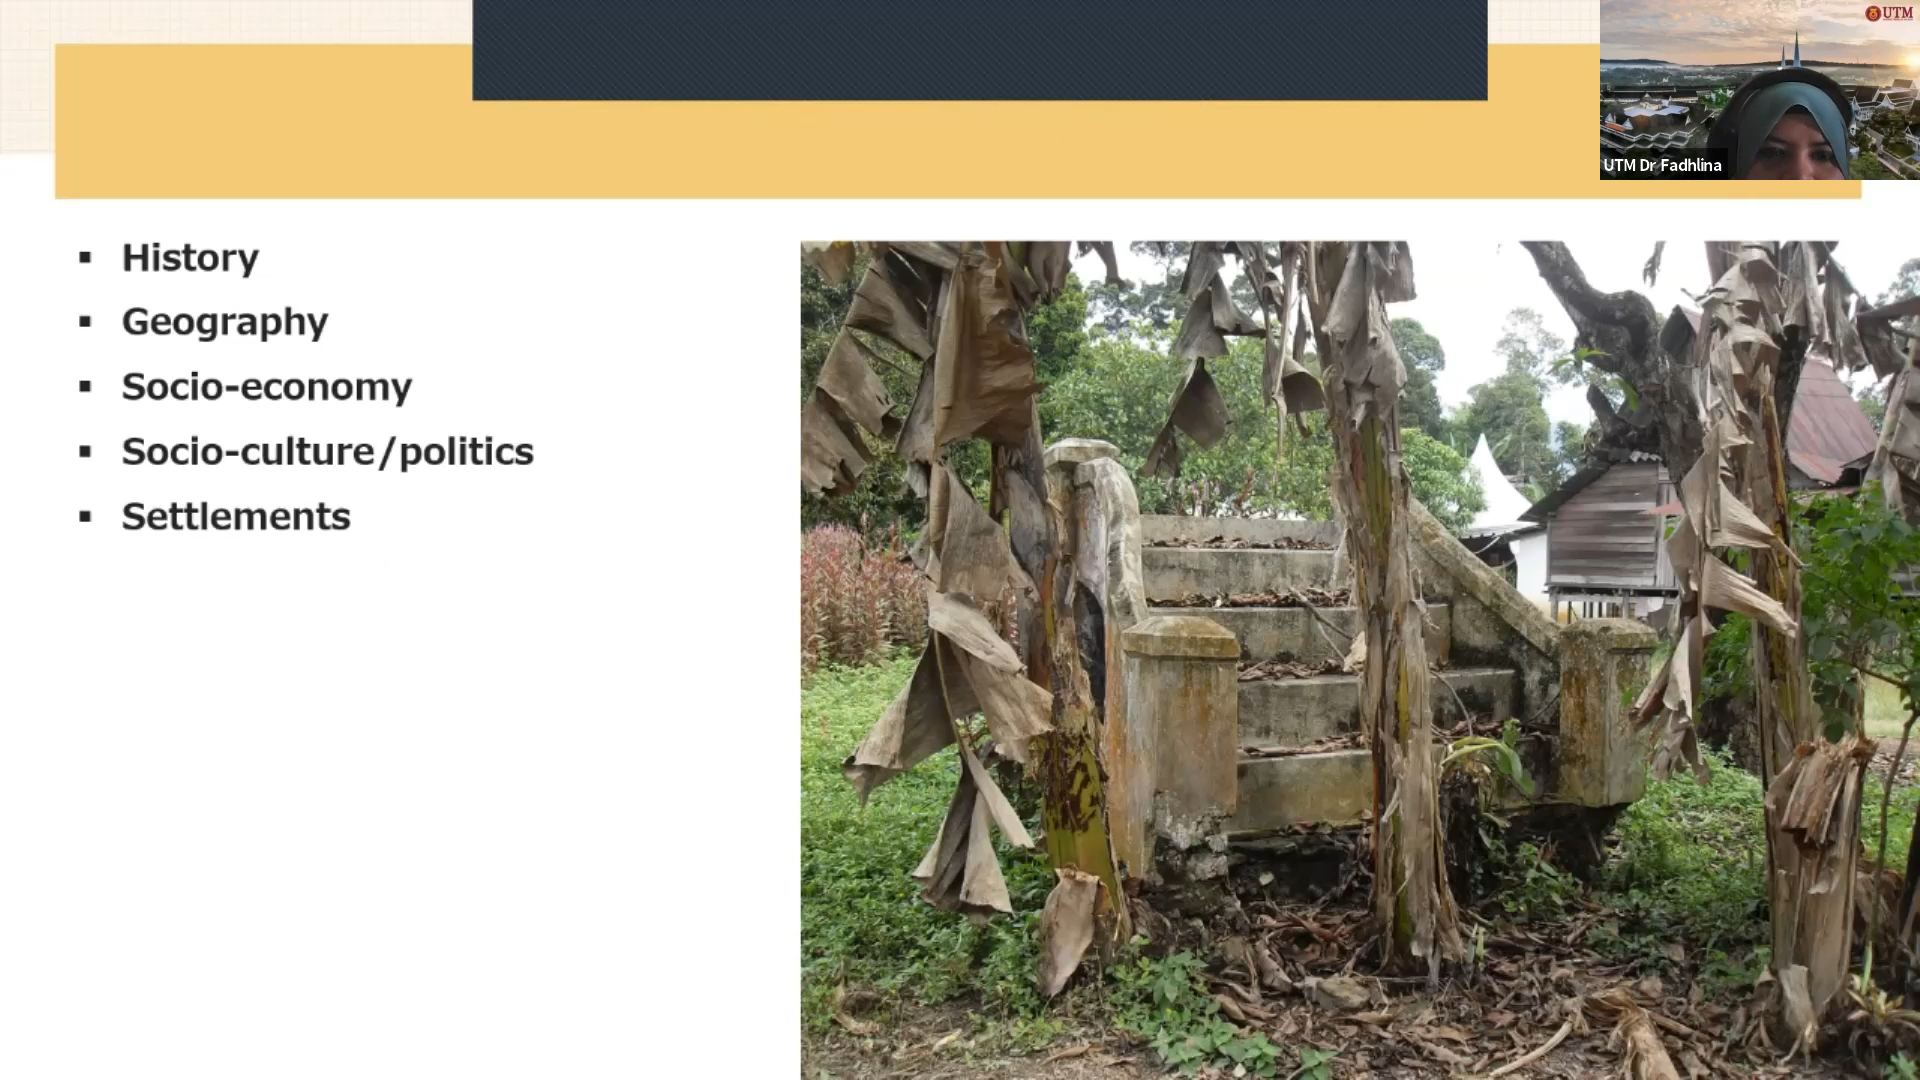 UTM
UTM Dr Fadhlina
▪ History
▪ Geography
▪ Socio-economy
▪ Socio-culture/politics
▪ Settlements